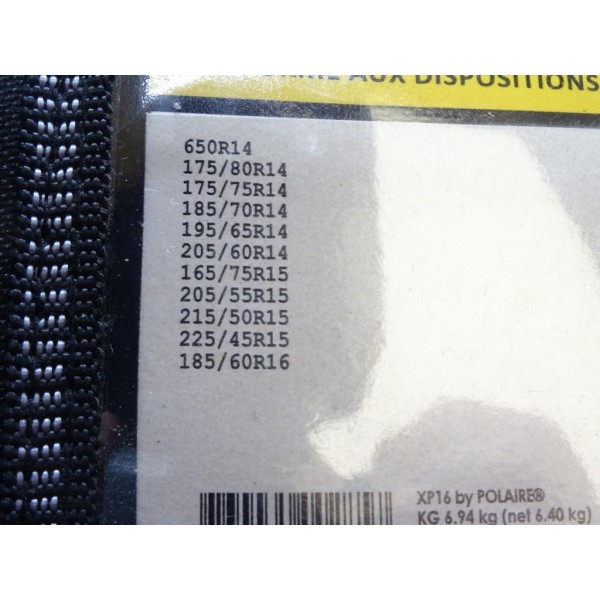 AUX DISPOSITIONS
650R14
175/80R14
175/75R14
185/70R14
195/65R14
205/60R14
165/75R15
205/55R15
215/50R15
225/45R15
185/60R16
XP16 by POLAIRE®
KG 6.94 kg (net 6.40 kg)